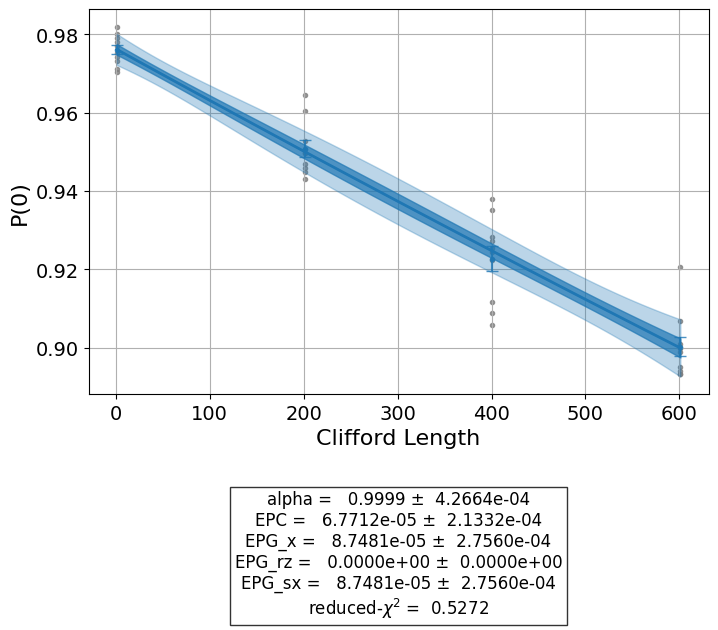 0.98
0.96
0.94
0.92
0.90
P(0)
0 100 200 300 400 500 600
Clifford Length
alpha = 0.9999 ± 4.2664e-04
EPC = 6.7712e-05 ± 2.1332e-04
EPG_x = 8.7481e-05 ± 2.7560e-04
EPG_rz = 0.0000e+00 ± 0.0000e+00
EPG_sx = 8.7481e-05 ± 2.7560e-04
reduced-χ² = 0.5272